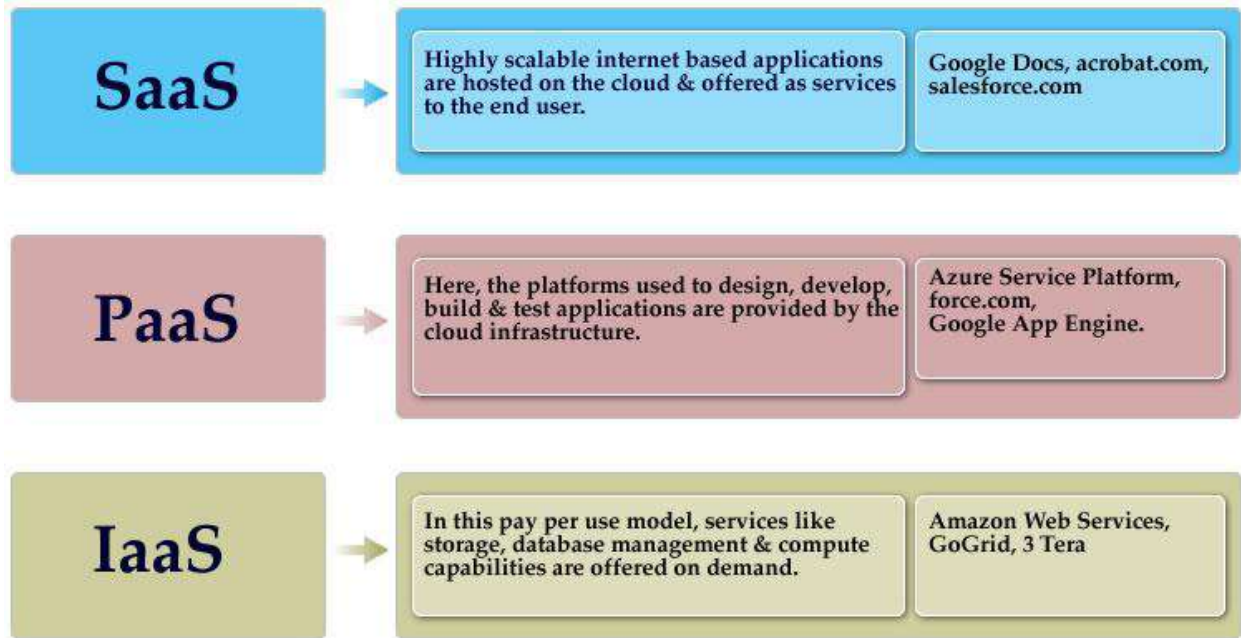 SaaS
Highly scalable internet based applications
are hosted on the cloud & offered as services
to the end user.
Google Docs, acrobat.com,
salesforce.com
PaaS
Here, the platforms used to design, develop,
build & test applications are provided by the
cloud infrastructure.
Azure Service Platform,
force.com,
Google App Engine.
IaaS
In this pay per use model, services like
storage, database management & compute
capabilities are offered on demand.
Amazon Web Services,
GoGrid, 3 Tera